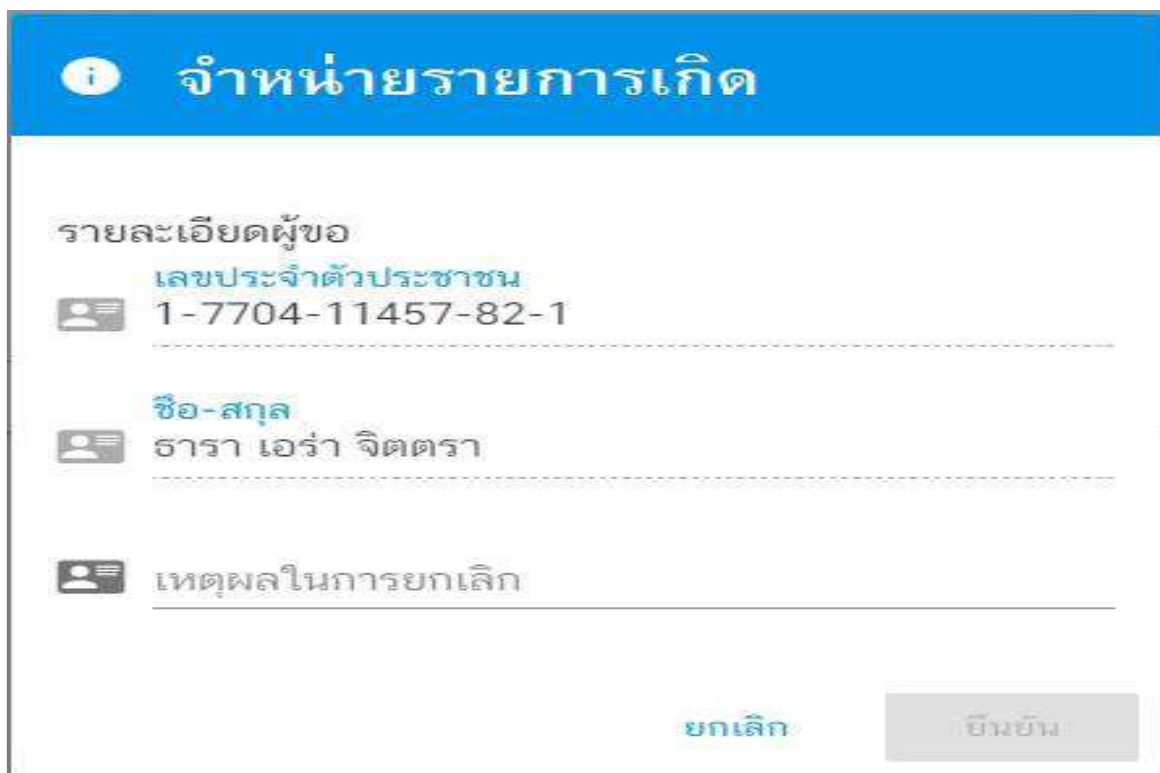 จำหน่ายรายการเกิด
รายละเอียดผู้ขอ
เลขประจำตัวประชาชน
1-7704-11457-82-1
ชื่อ-สกุล
ธารา เอร่า จิตตรา
เหตุผลในการยกเลิก
ยกเลิก ยืนยัน